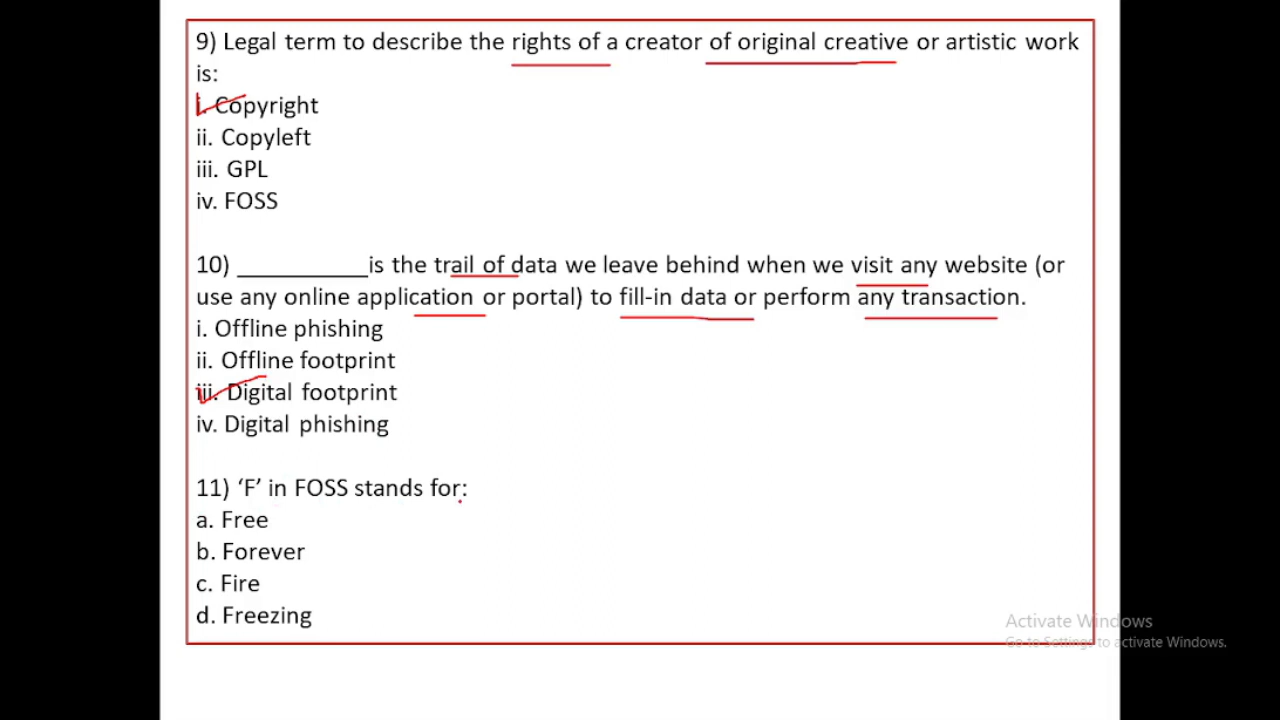 9) Legal term to describe the rights of a creator of original creative or artistic work
is:
i. Copyright
ii. Copyleft
iii. GPL
iv. FOSS
10) __________is the trail of data we leave behind when we visit any website (or
use any online application or portal) to fill-in data or perform any transaction.
i. Offline phishing
ii. Offline footprint
iii. Digital footprint
iv. Digital phishing
11) ‘F’ in FOSS stands for:
a. Free
b. Forever
c. Fire
d. Freezing
Activate Windows
Go to Settings to activate Windows.